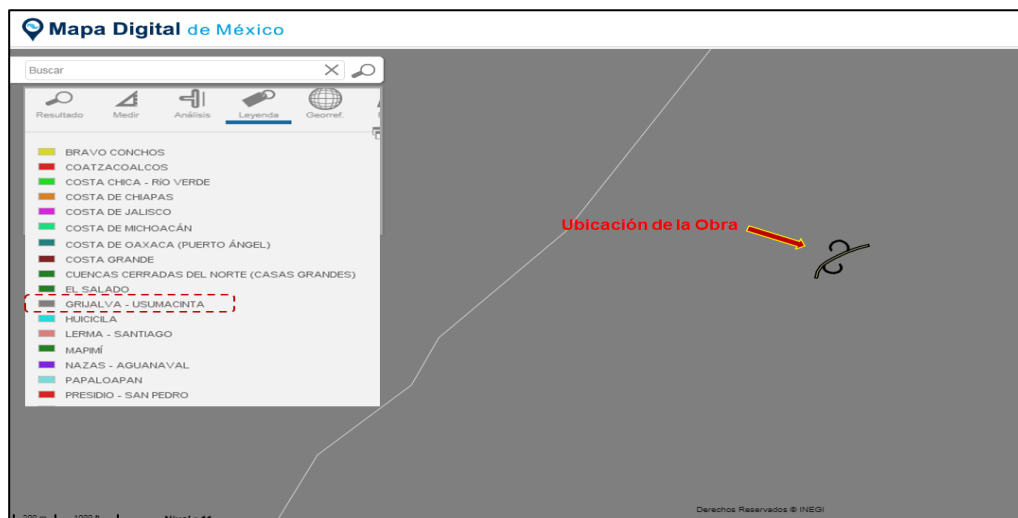 Mapa Digital de México
Buscar
Resultado Medir Análisis Leyenda Georref.
BRAVO CONCHOS
COATZACOALCOS
COSTA CHICA - RÍO VERDE
COSTA DE CHIAPAS
COSTA DE JALISCO
COSTA DE MICHOACÁN
COSTA DE OAXACA (PUERTO ÁNGEL)
COSTA GRANDE
CUENCAS CERRADAS DEL NORTE (CASAS GRANDES)
EL SALADO
GRIJALVA - USUMACINTA
HUICICILA
LERMA - SANTIAGO
MAPIMÍ
NAZAS - AGUANAVAL
PAPALOAPAN
PRESIDIO - SAN PEDRO
Ubicación de la Obra
Derechos Reservados © INEGI